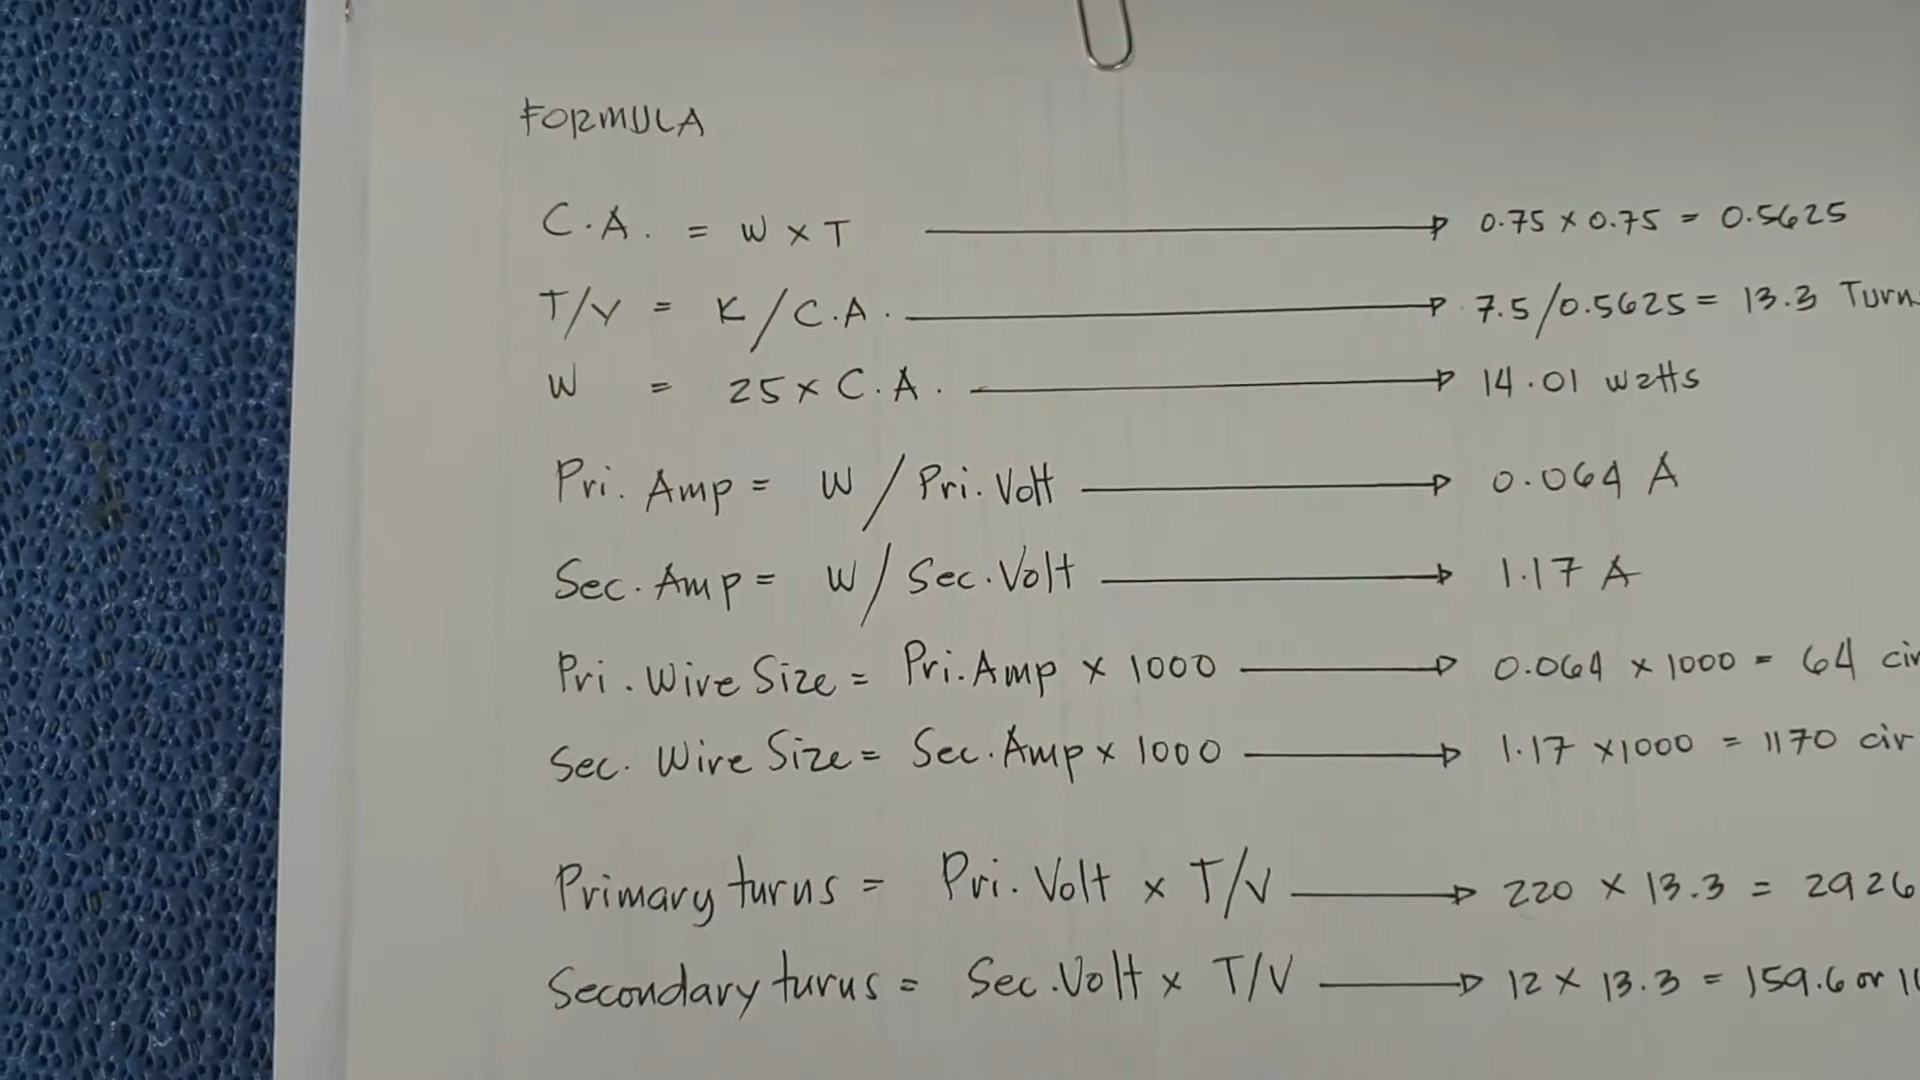 FORMULA
C.A. = W x T → 0.75 x 0.75 = 0.5625
T/V = K/C.A. → 7.5/0.5625 = 13.3 Turn
W = 25 x C.A. → 14.01 watts
Pri. Amp = W / Pri. Volt → 0.064 A
Sec. Amp = W / Sec. Volt → 1.17 A
Pri. Wire Size = Pri. Amp x 1000 → 0.064 x 1000 = 64 cir
Sec. Wire Size = Sec. Amp x 1000 → 1.17 x 1000 = 1170 cir
Primary turns = Pri. Volt x T/V → 220 x 13.3 = 2926
Secondary turns = Sec. Volt x T/V → 12 x 13.3 = 159.6 or